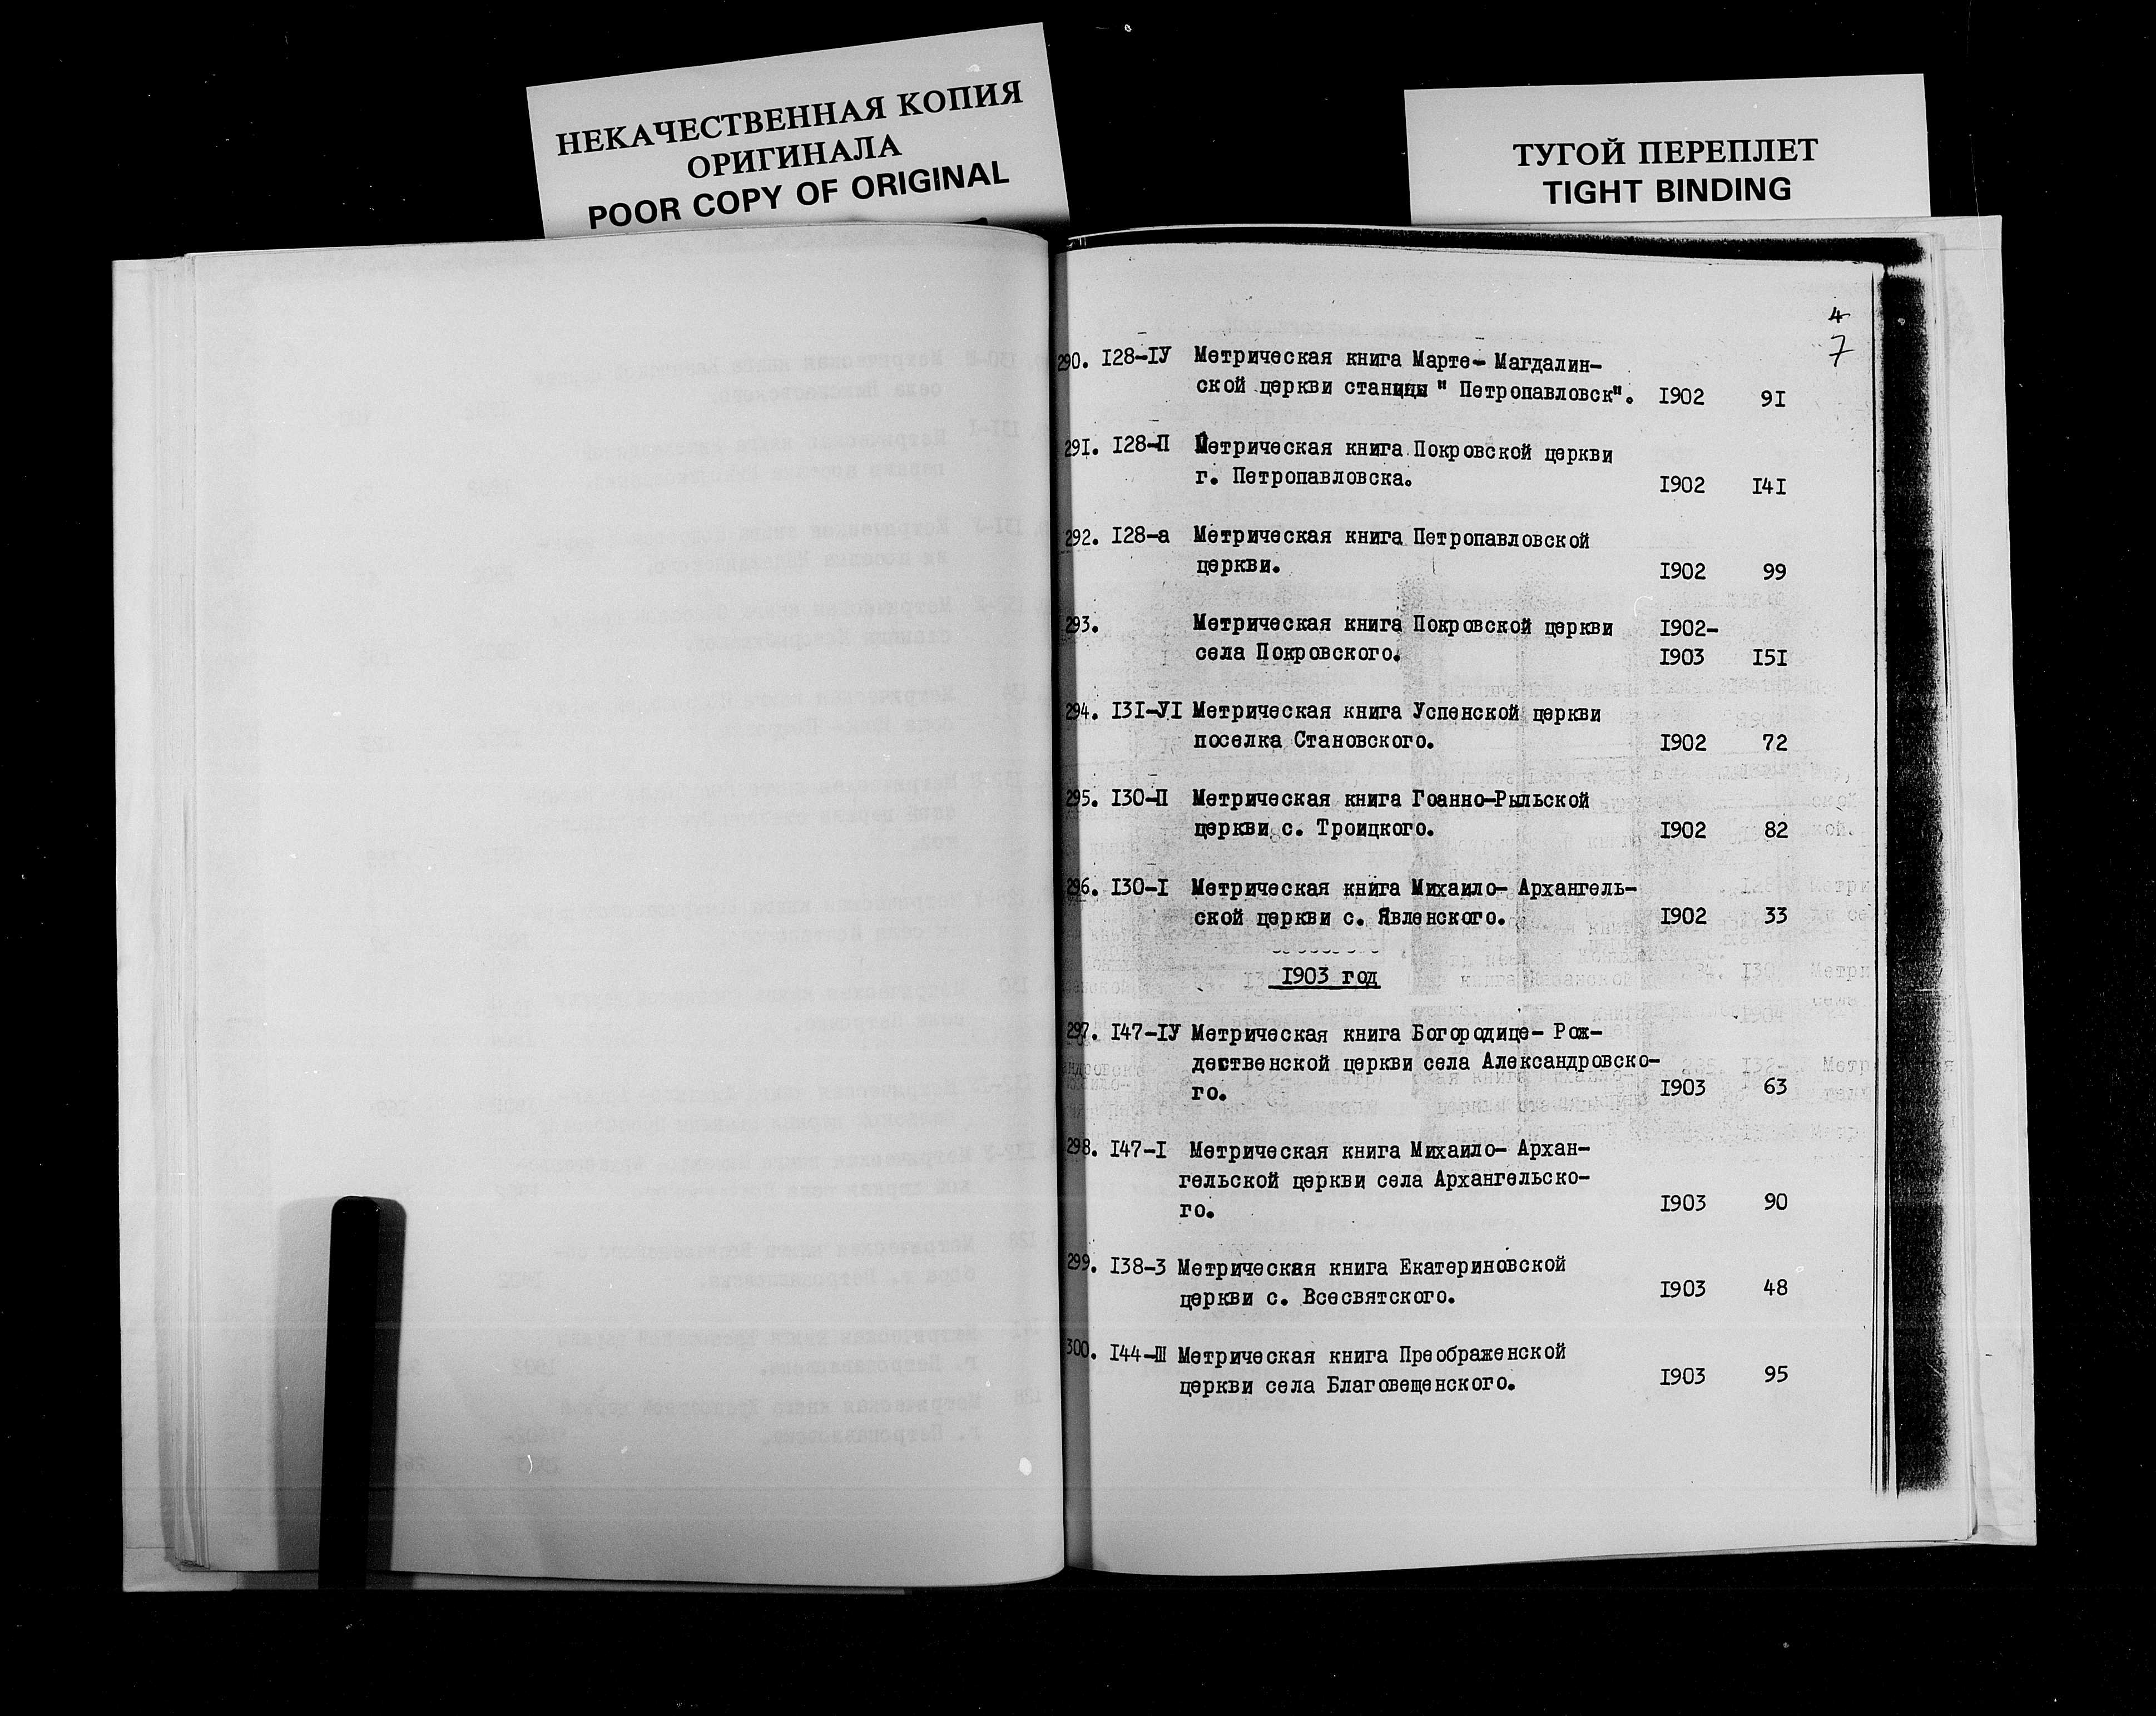 НЕКАЧЕСТВЕННАЯ КОПИЯ
ОРИГИНАЛА
POOR COPY OF ORIGINAL
ТУГОЙ ПЕРЕПЛЕТ
TIGHT BINDING
4
7
290. I28-IУ Метрическая книга Марте- Магдалин-
ской церкви станицы " Петропавловск". I902 9I
29I. I28-П Метрическая книга Покровской церкви
г. Петропавловска. I902 I4I
292. I28-а Метрическая книга Петропавловской
церкви. I902 99
293. Метрическая книга Покровской церкви I902-
села Покровского. I903 I5I
294. I3I-УI Метрическая книга Успенской церкви
поселка Становского. I902 72
295. I30-П Метрическая книга Гоанно-Рыльской
церкви с. Троицкого. I902 82
296. I30-I Метрическая книга Михаило- Архангель-
ской церкви с. Явленского. I902 33
I903 год
297. I47-IУ Метрическая книга Богородице- Рож-
дественской церкви села Александровско-
го. I903 63
298. I47-I Метрическая книга Михаило- Архан-
гельской церкви села Архангельско-
го. I903 90
299. I38-3 Метрическая книга Екатериновской
церкви с. Всесвятского. I903 48
300. I44-Ш Метрическая книга Преображенской
церкви села Благовещенского. I903 95